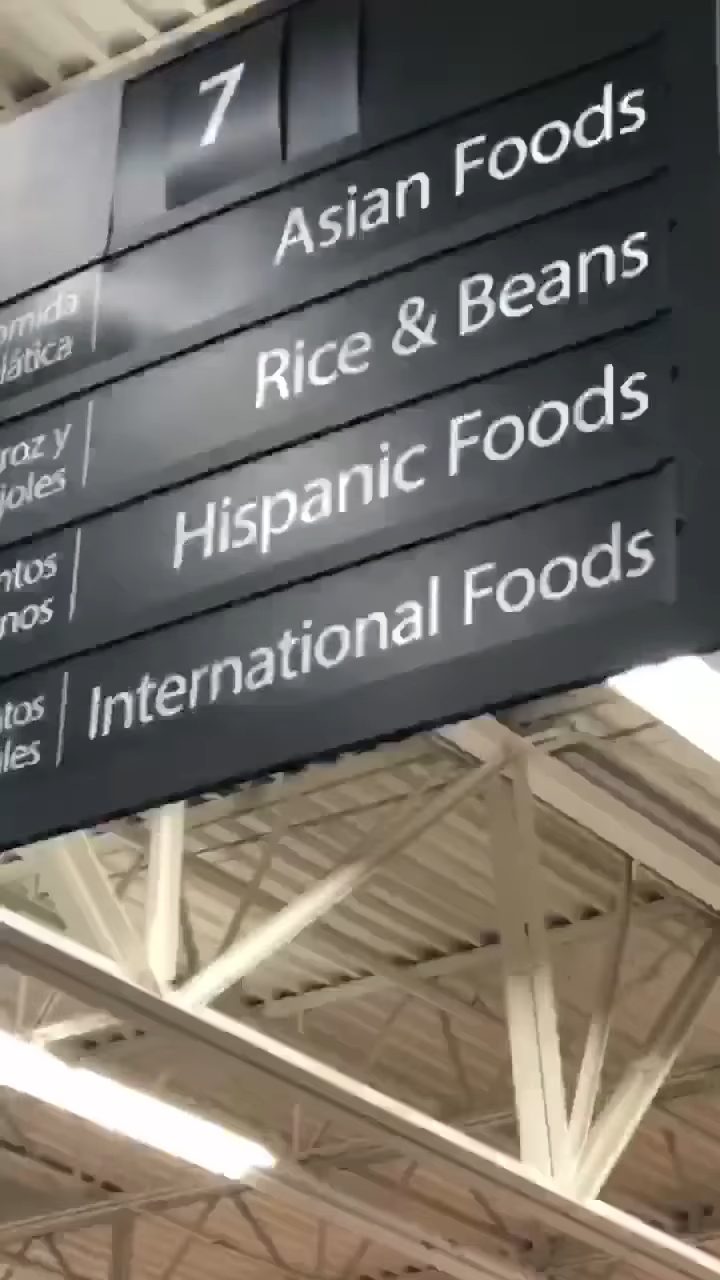 7
Asian Foods
Rice & Beans
Hispanic Foods
International Foods